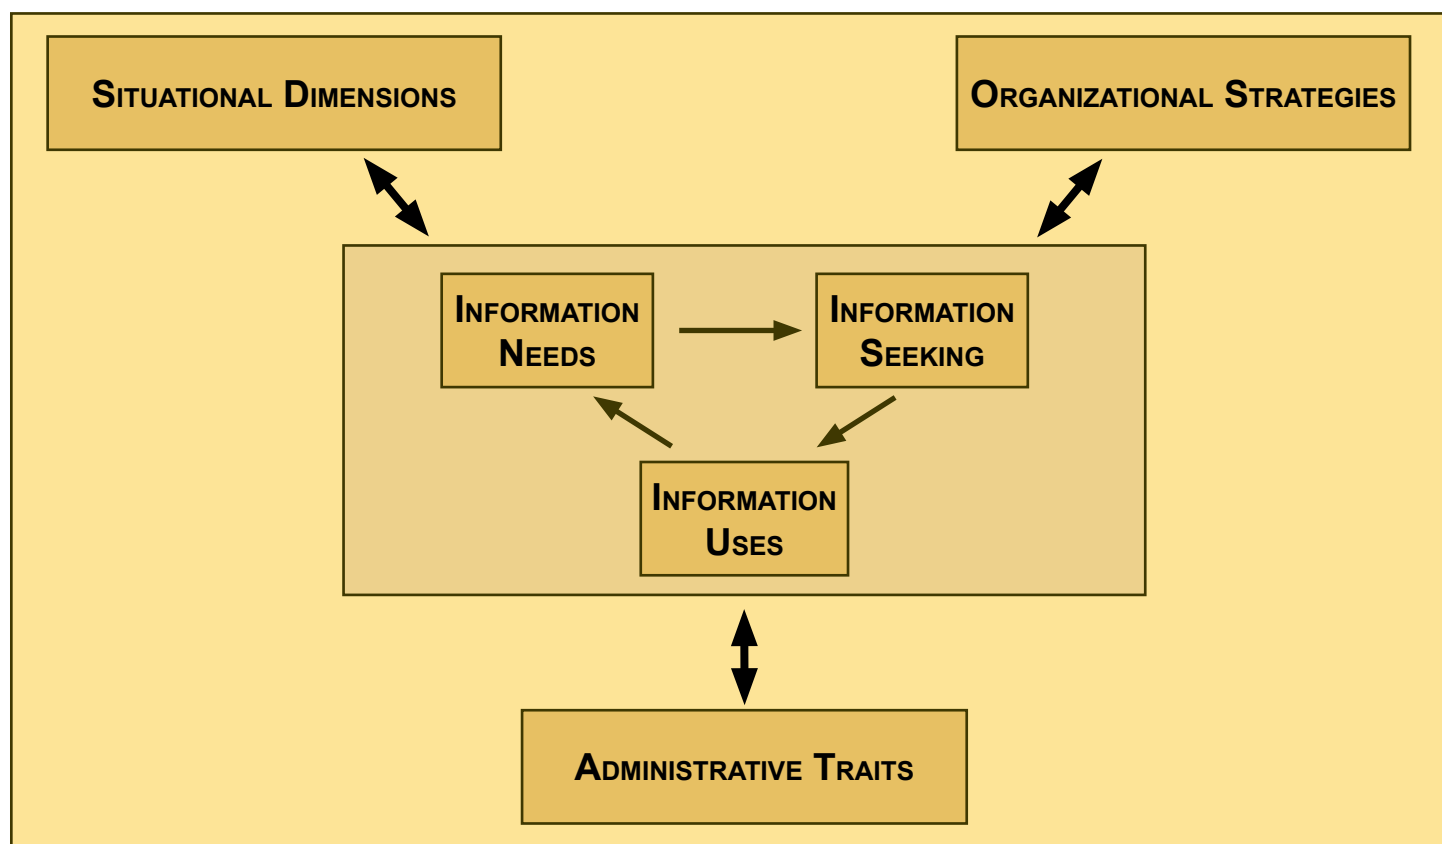 SITUATIONAL DIMENSIONS
ORGANIZATIONAL STRATEGIES
INFORMATION
NEEDS
INFORMATION
SEEKING
INFORMATION
USES
ADMINISTRATIVE TRAITS